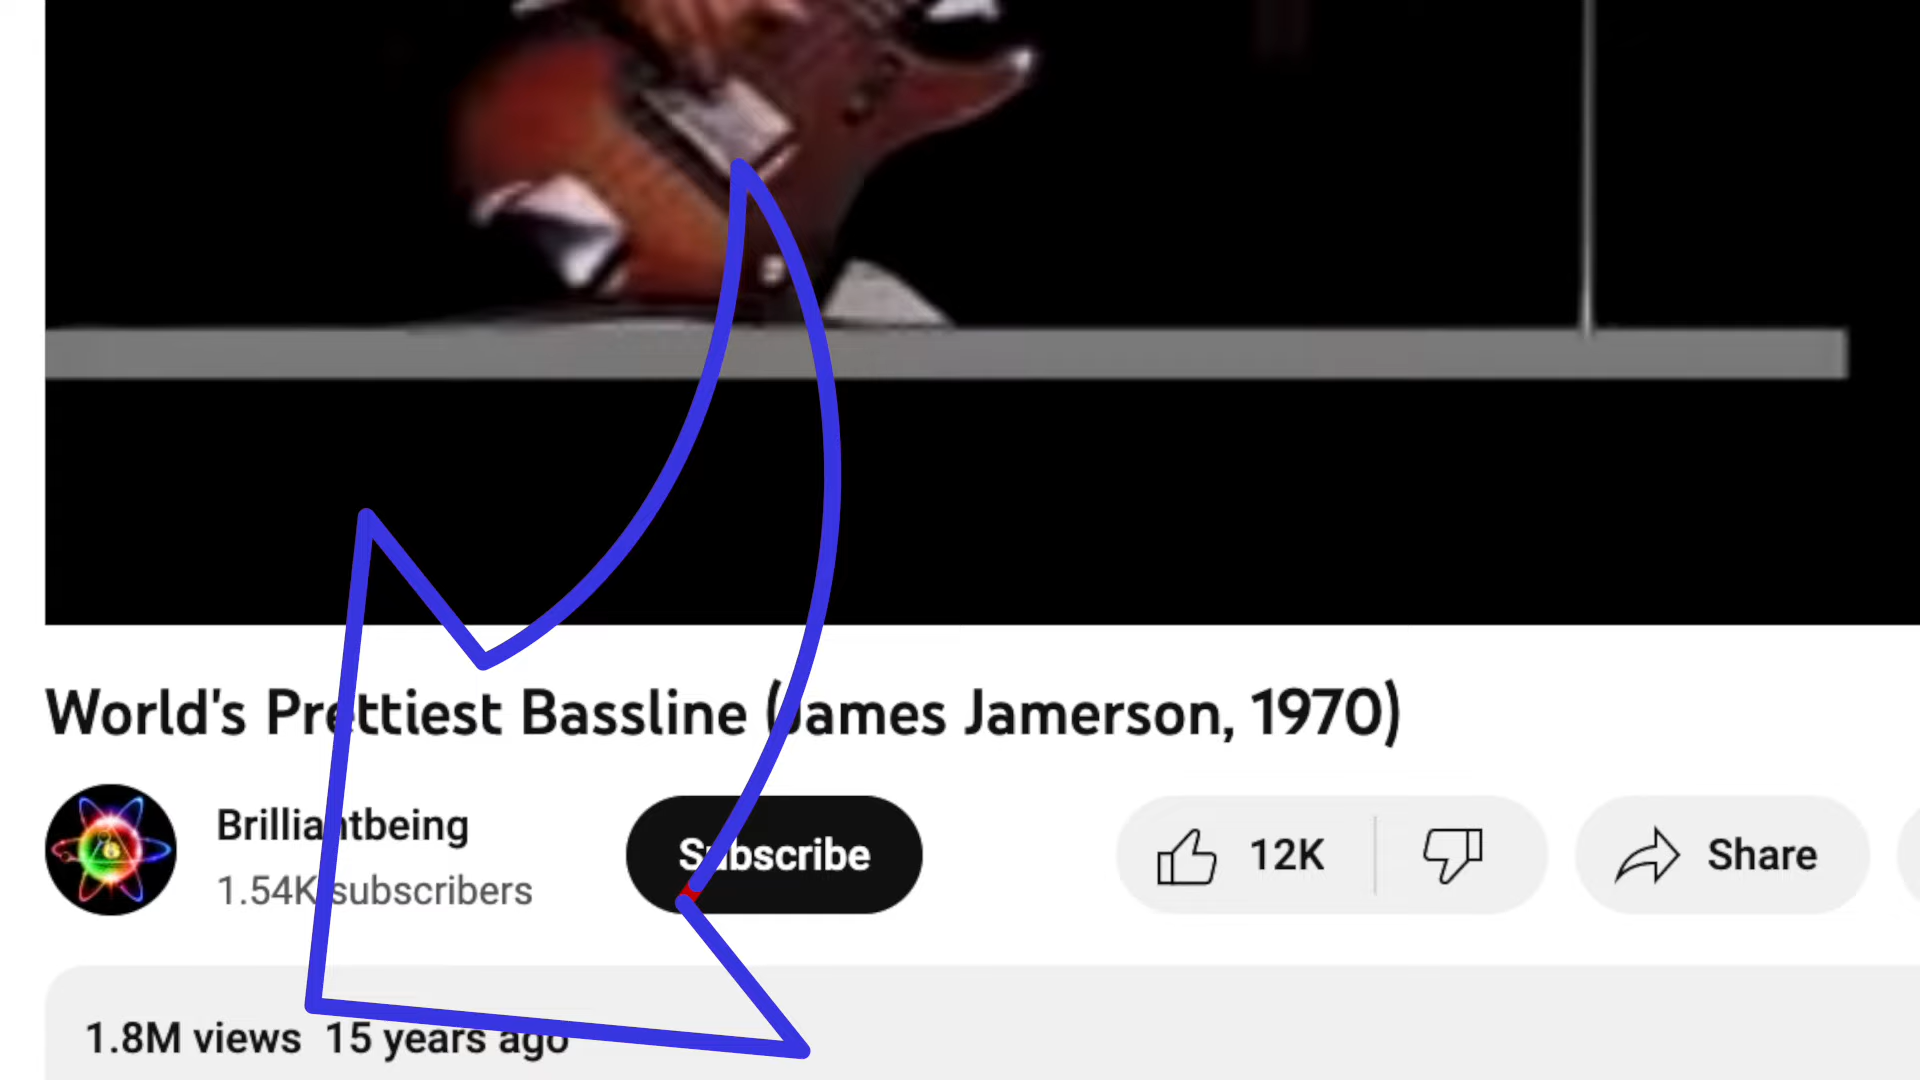 World's Prettiest Bassline (James Jamerson, 1970)
Brilliantbeing
1.54K subscribers
Subscribe
12K
Share
1.8M views 15 years ago